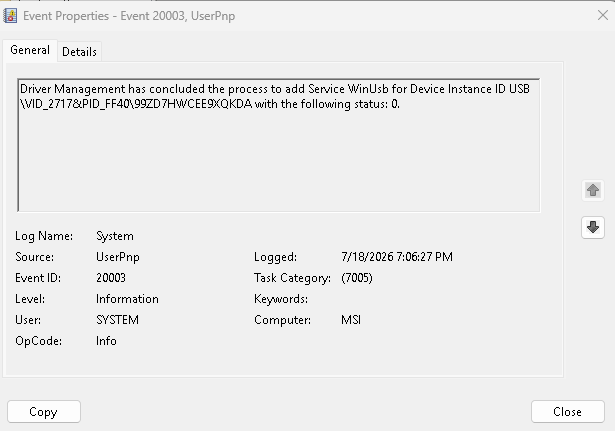 Event Properties - Event 20003, UserPnp
General
Details
Driver Management has concluded the process to add Service WinUsb for Device Instance ID USB
\VID_2717&PID_FF40\99ZD7HWCEE9XQKDA with the following status: 0.
Log Name: System
Source: UserPnp Logged: 7/18/2026 7:06:27 PM
Event ID: 20003 Task Category: (7005)
Level: Information Keywords:
User: SYSTEM Computer: MSI
OpCode: Info
Copy Close